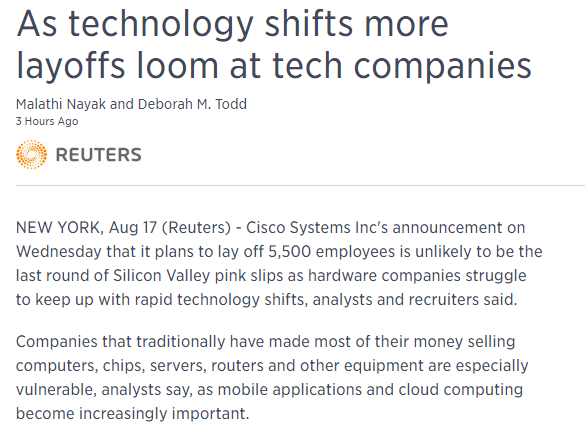 As technology shifts more
layoffs loom at tech companies
Malathi Nayak and Deborah M. Todd
3 Hours Ago
REUTERS
NEW YORK, Aug 17 (Reuters) - Cisco Systems Inc's announcement on
Wednesday that it plans to lay off 5,500 employees is unlikely to be the
last round of Silicon Valley pink slips as hardware companies struggle
to keep up with rapid technology shifts, analysts and recruiters said.
Companies that traditionally have made most of their money selling
computers, chips, servers, routers and other equipment are especially
vulnerable, analysts say, as mobile applications and cloud computing
become increasingly important.